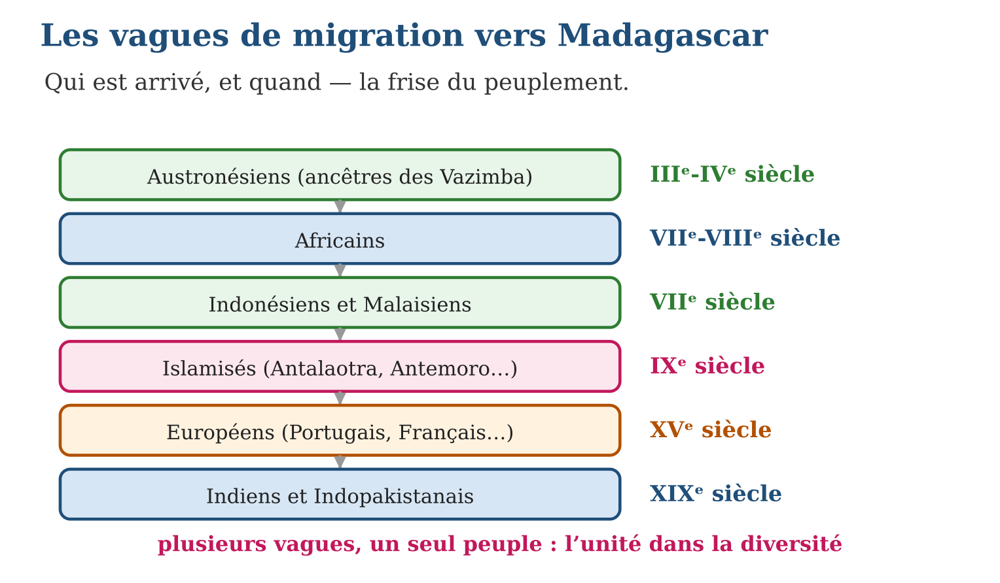 Les vagues de migration vers Madagascar
Qui est arrivé, et quand — la frise du peuplement.
Austronésiens (ancêtres des Vazimba)
IIIᵉ-IVᵉ siècle
Africains
VIIᵉ-VIIIᵉ siècle
Indonésiens et Malaisiens
VIIᵉ siècle
Islamisés (Antalaotra, Antemoro…)
IXᵉ siècle
Européens (Portugais, Français…)
XVᵉ siècle
Indiens et Indopakistanais
XIXᵉ siècle
plusieurs vagues, un seul peuple : l’unité dans la diversité